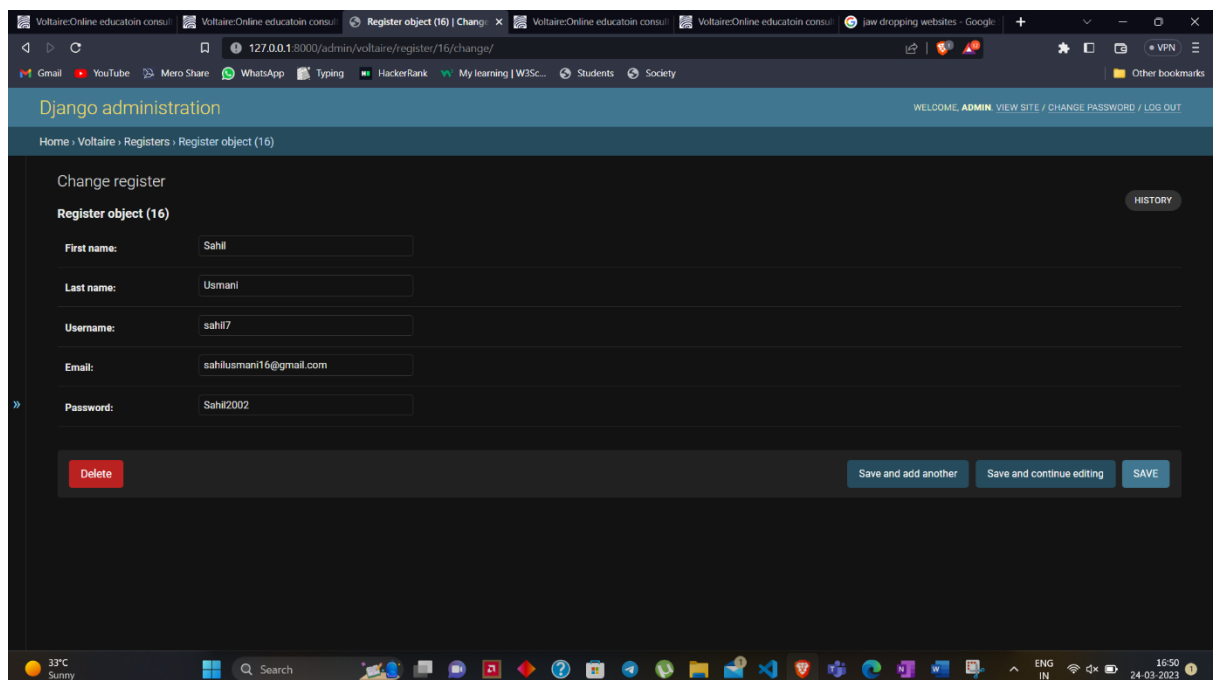 Voltaire:Online educatoin consul Voltaire:Online educatoin consul Register object (16) | Change Voltaire:Online educatoin consul Voltaire:Online educatoin consul jaw dropping websites - Google
127.0.0.1:8000/admin/voltaire/register/16/change/ VPN
Gmail YouTube Mero Share WhatsApp Typing HackerRank My learning | W3Sc... Students Society Other bookmarks
Django administration WELCOME, ADMIN. VIEW SITE / CHANGE PASSWORD / LOG OUT
Home › Voltaire › Registers › Register object (16)
Change register
HISTORY
Register object (16)
First name: Sahil
Last name: Usmani
Username: sahil7
Email: sahilusmani16@gmail.com
Password: Sahil2002
Delete Save and add another Save and continue editing SAVE
33°C ENG 16:50
Sunny Search IN 24-03-2023 1